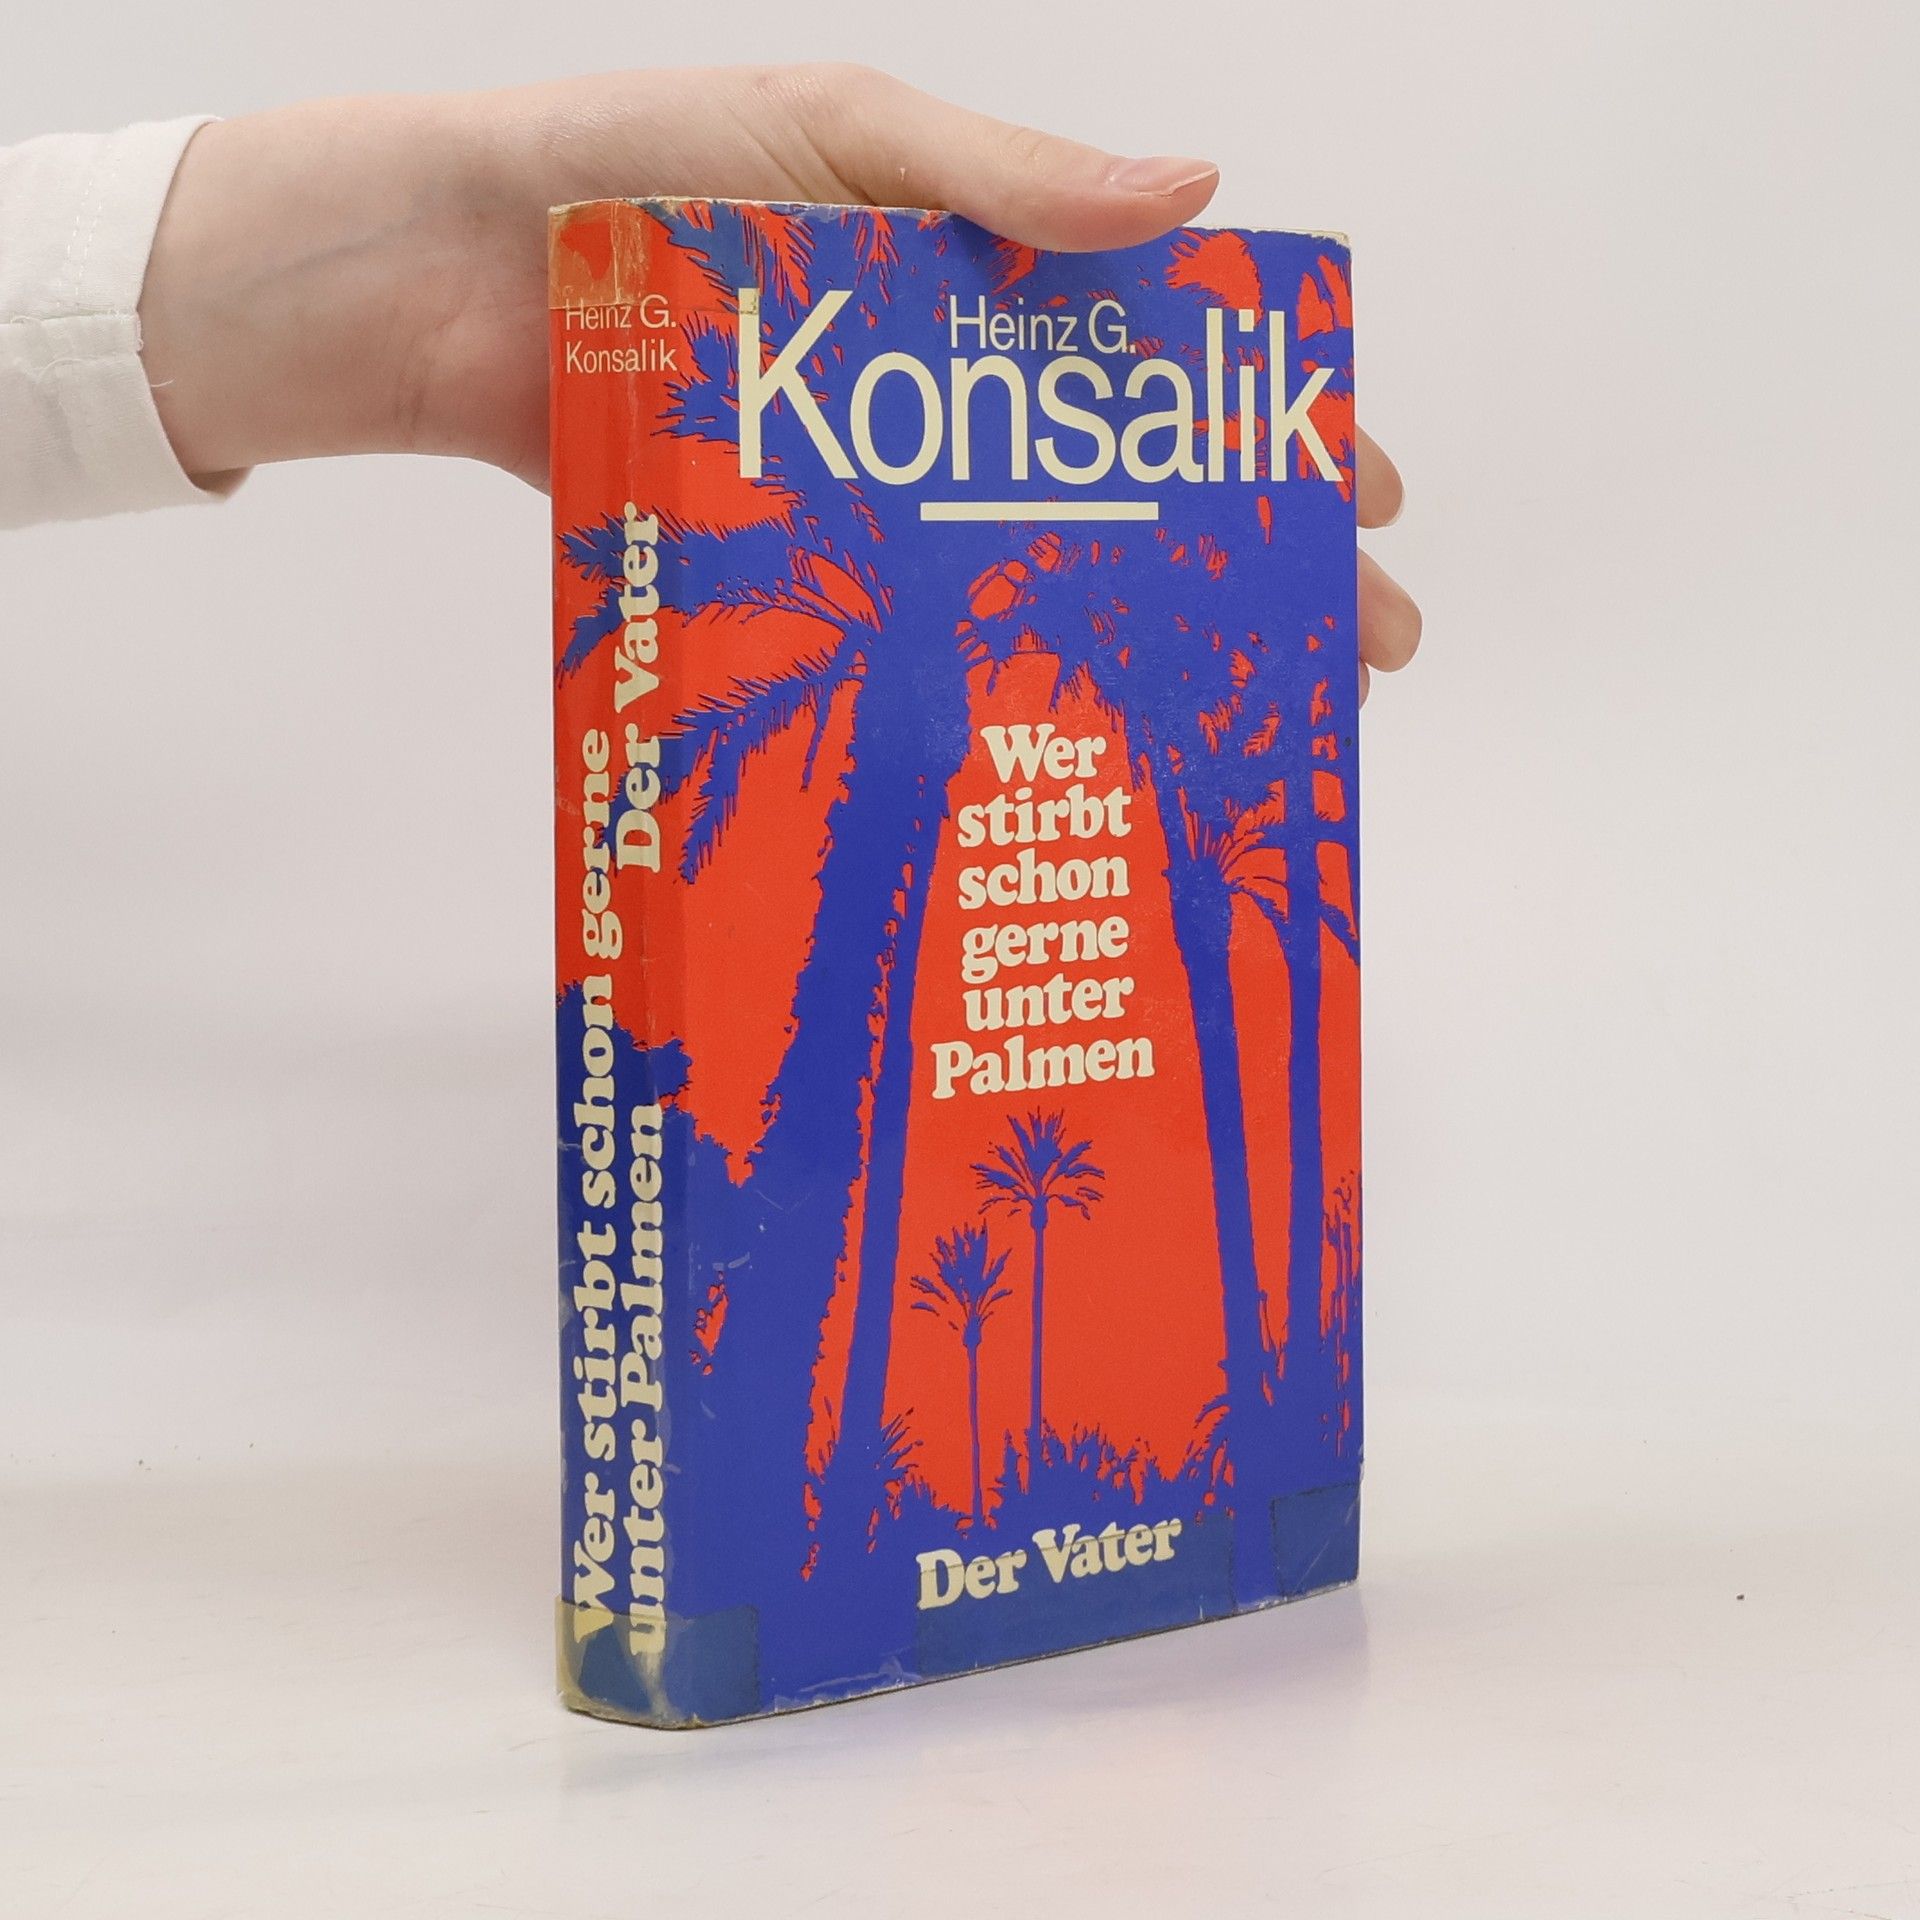 Heinz G.
Konsalik
Wer stirbt schon gerne
unter Palmen
Der Vater
Heinz G.
Konsalik
Wer
stirbt
schon
gerne
unter
Palmen
Der Vater